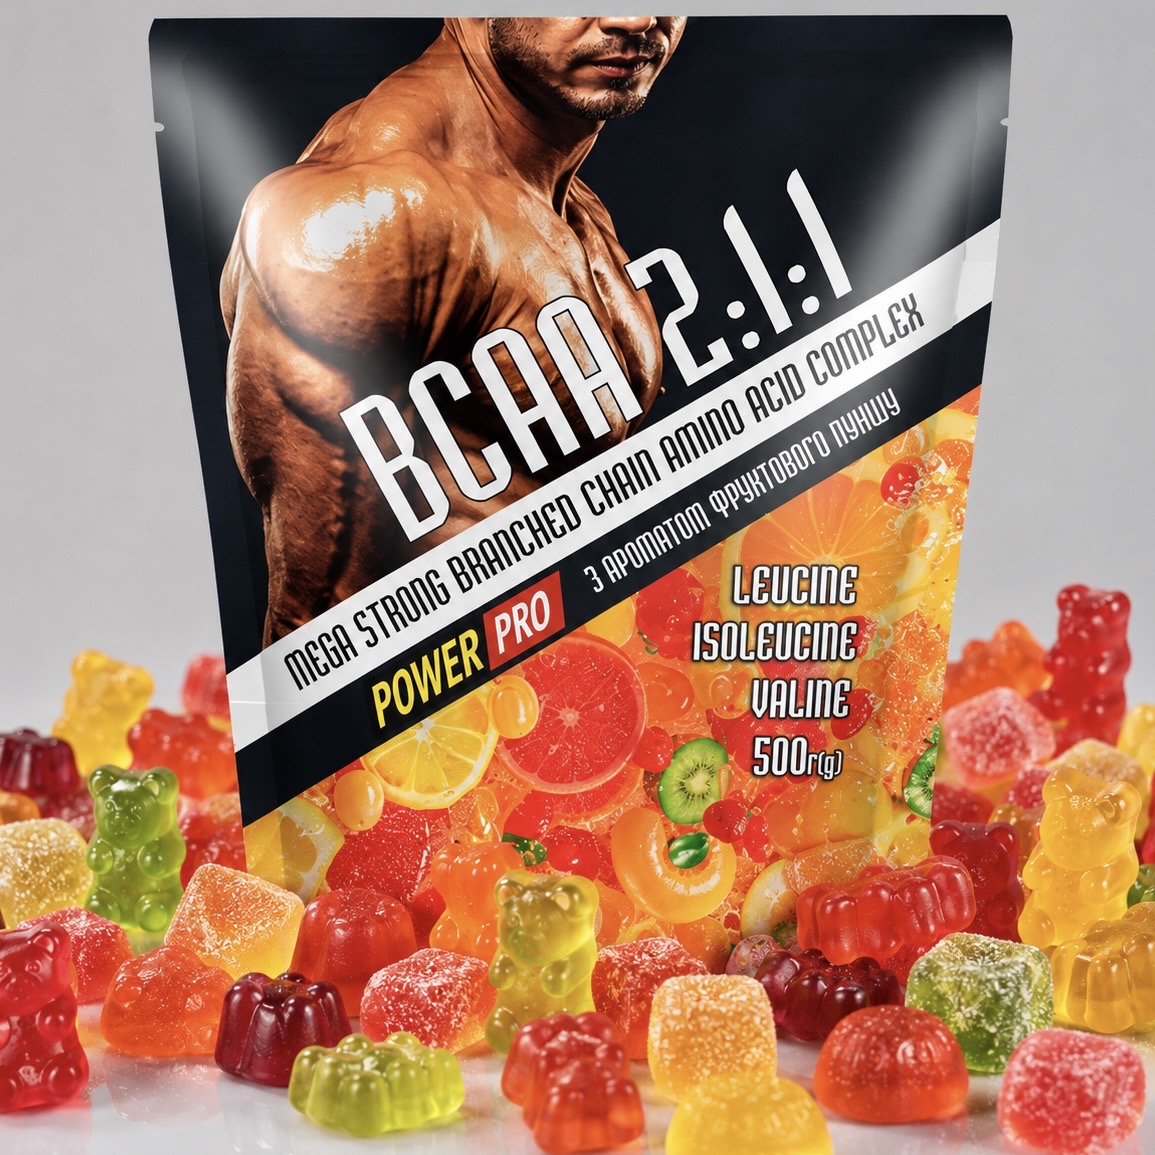 BCAA 2:1:1
MEGA STRONG BRANCHED CHAIN AMINO ACID COMPLEX
POWER PRO
З АРОМАТОМ ФРУКТОВОГО ПУНШУ
LEUCINE
ISOLEUCINE
VALINE
500г(g)